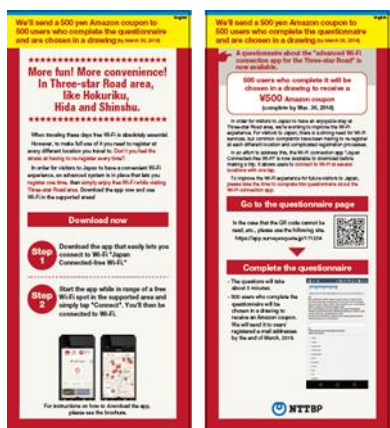 English
We'll send a 500 yen Amazon coupon to
500 users who complete the questionnaire
and are chosen in a drawing (by March 30, 2018)
More fun! More convenience!
In Three-star Road area,
like Hokuriku,
Hida and Shinshu.
When traveling these days free Wi-Fi is absolutely essential.
However, to make full use of it you need to register at
every different location you travel to. Don't you feel the
stress at having to re-register every time?
In order for visitors to Japan to have a convenient Wi-Fi
experience, an advanced system is in place that lets you
register one time, then simply enjoy free Wi-Fi while visiting
Three-star Road area. Download the app now and use
Wi-Fi in the supported areas!
Download now
Step
1
Download the app that easily lets you
connect to Wi-Fi "Japan
Connected-free Wi-Fi."
Step
2
Start the app while in range of a free
Wi-Fi spot in the supported area and
simply tap "Connect". You'll then be
connected to Wi-Fi.
For instructions on how to download the app,
please see the brochure.
English
We'll send a 500 yen Amazon coupon to
500 users who complete the questionnaire
and are chosen in a drawing (by March 30, 2018)
A questionnaire about the "advanced Wi-Fi
connection app for the Three-star Road" is
now available.
500 users who complete it will be
chosen in a drawing to receive a
¥500 Amazon coupon
(complete by Mar. 30, 2018)
In order for visitors to Japan to have an enjoyable stay at
Three-star Road area, we're working to improve the Wi-Fi
experience. For visitors to Japan, there is a strong need for Wi-Fi
services, but common complaints have been having to re-register
at each different location and complicated registration processes.
In an effort to address this, the Wi-Fi connection app "Japan
Connected-free Wi-Fi" is now available to download before
making a trip. It allows users to connect to Wi-Fi at several
locations with one tap.
To improve the Wi-Fi experience for future visitors to Japan,
please take the time to complete this questionnaire about the
Wi-Fi connection app.
Go to the questionnaire page
In the case that the QR code cannot be
read, etc., please use the following site.
Complete the questionnaire
- The questions will take
about 3 minutes.
- 500 users who complete the
questionnaire will be
chosen in a drawing to
receive an Amazon coupon.
We will send it to users'
registered e-mail addresses
by the end of March, 2018.
NTTBP